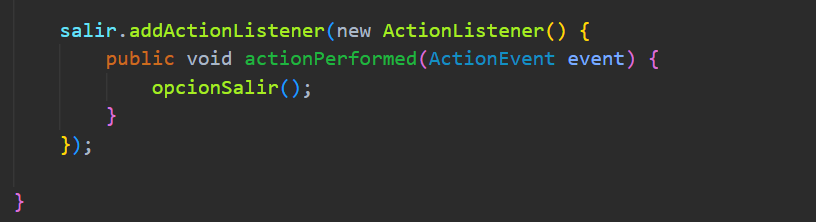 salir.addActionListener(new ActionListener() {
public void actionPerformed(ActionEvent event) {
opcionSalir();
}
});
}